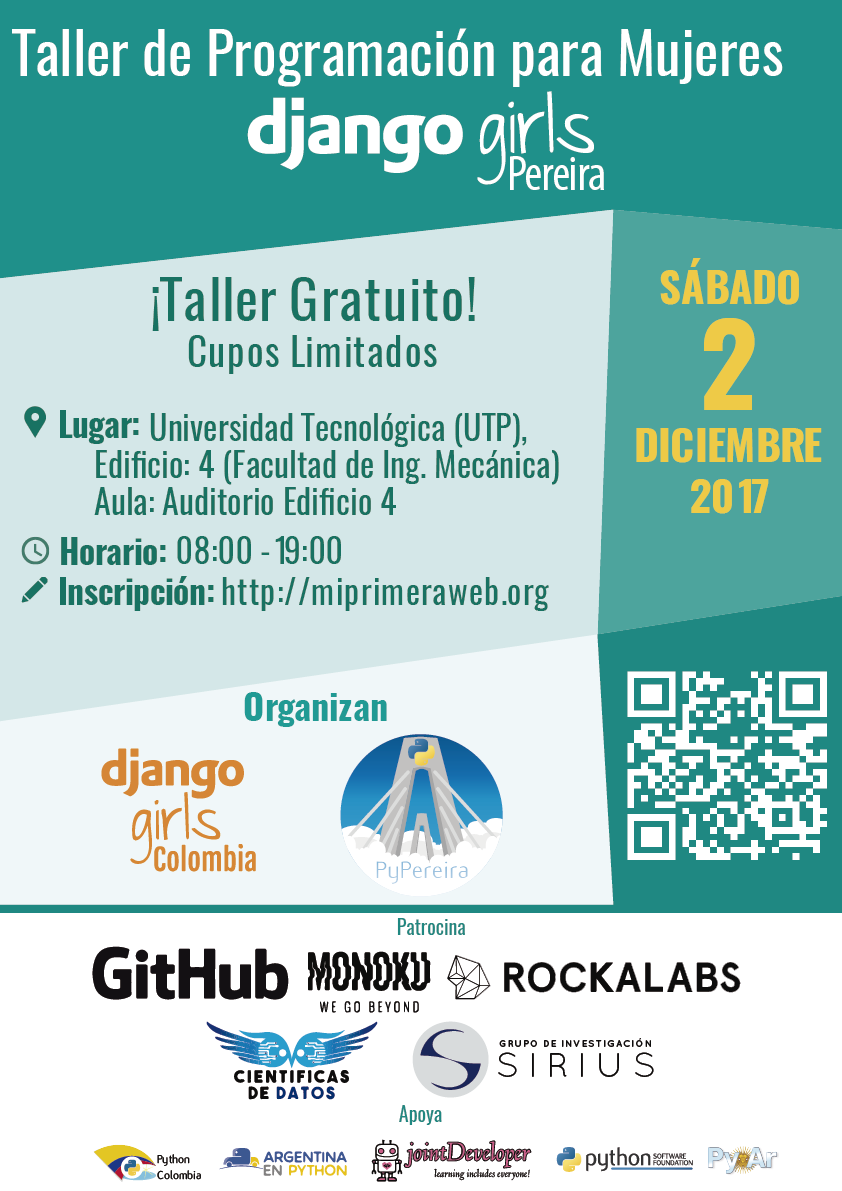 Taller de Programación para Mujeres
django girls
Pereira
¡Taller Gratuito!
Cupos Limitados
Lugar: Universidad Tecnológica (UTP),
Edificio: 4 (Facultad de Ing. Mecánica)
Aula: Auditorio Edificio 4
Horario: 08:00 - 19:00
Inscripción: http://miprimeraweb.org
SÁBADO
2
DICIEMBRE
2017
Organizan
django
girls
Colombia
PyPereira
Patrocina
GitHub
MONOKU
WE GO BEYOND
ROCKALABS
CIENTIFICAS
DE DATOS
GRUPO DE INVESTIGACIÓN
SIRIUS
Apoya
Python
Colombia
ARGENTINA
EN PYTHON
jointDeveloper
learning includes everyone!
python SOFTWARE
FOUNDATION
PyAr